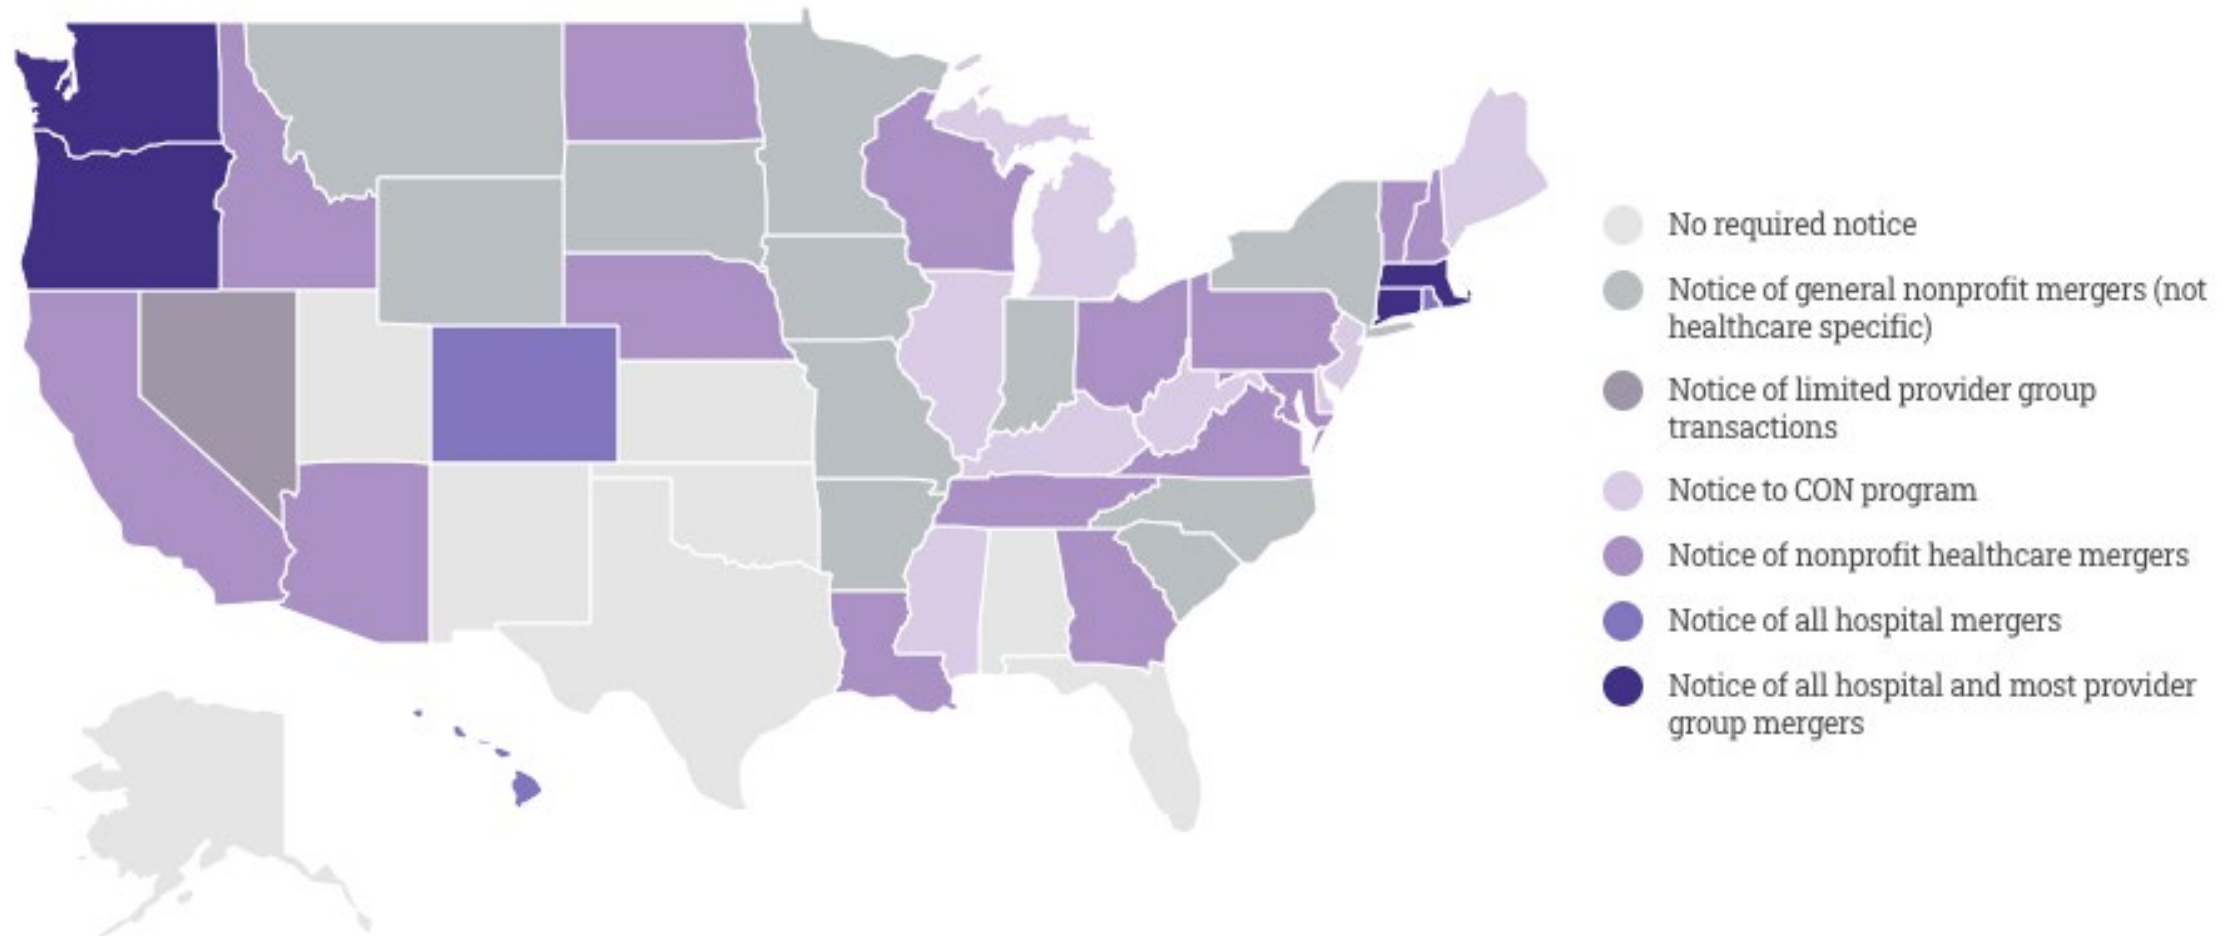 No required notice
Notice of general nonprofit mergers (not
healthcare specific)
Notice of limited provider group
transactions
Notice to CON program
Notice of nonprofit healthcare mergers
Notice of all hospital mergers
Notice of all hospital and most provider
group mergers